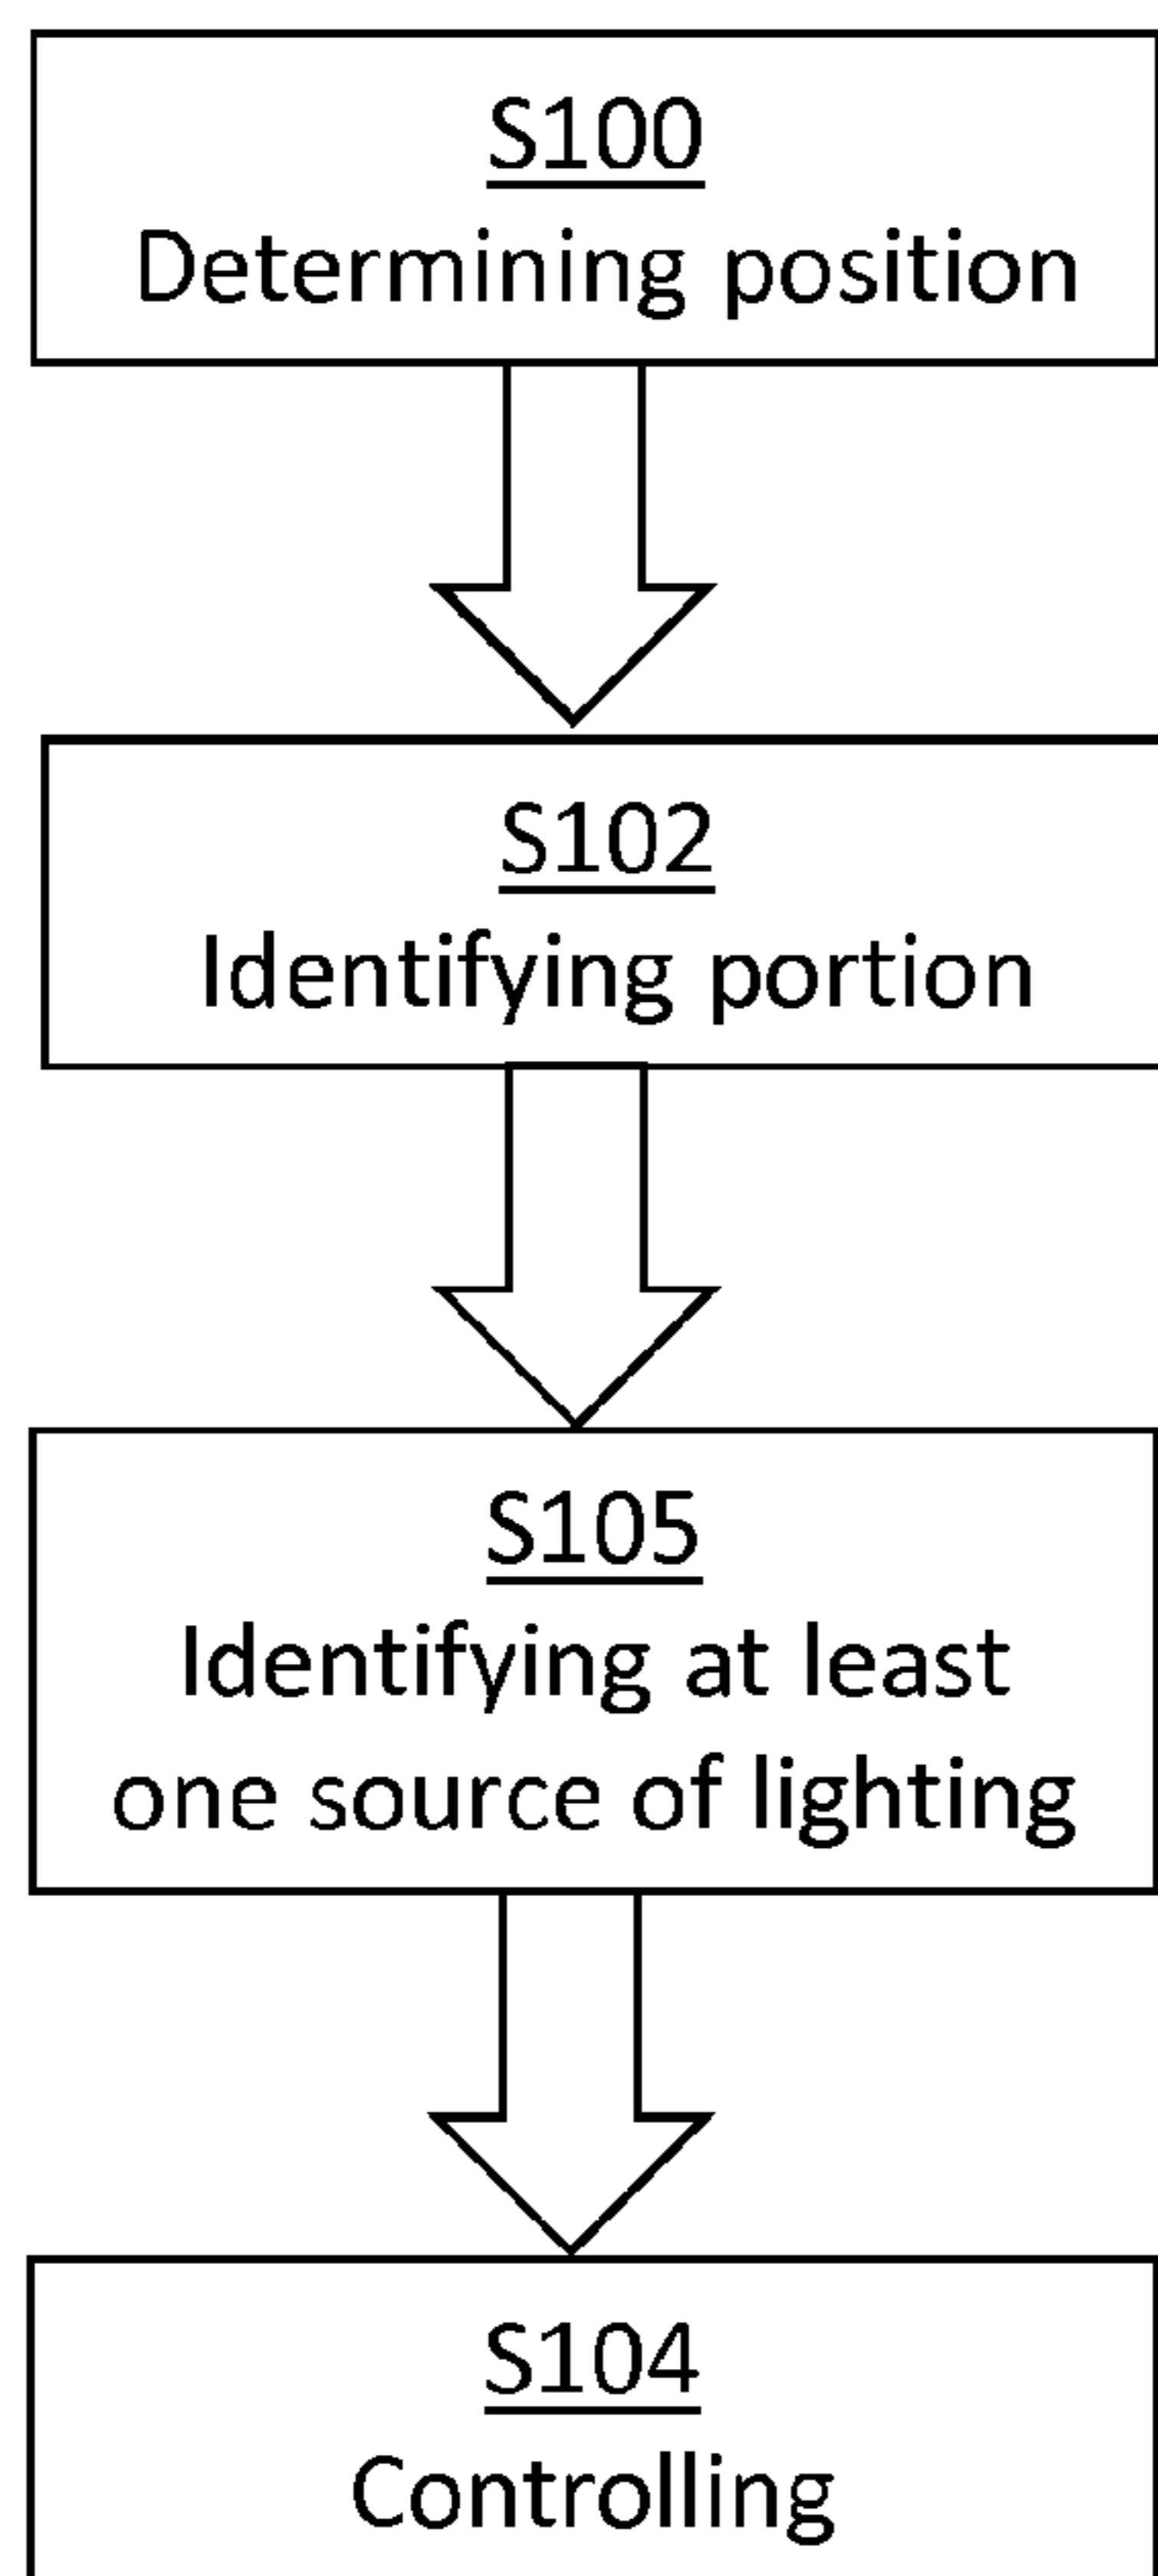 S100
Determining position
S102
Identifying portion
S105
Identifying at least
one source of lighting
S104
Controlling